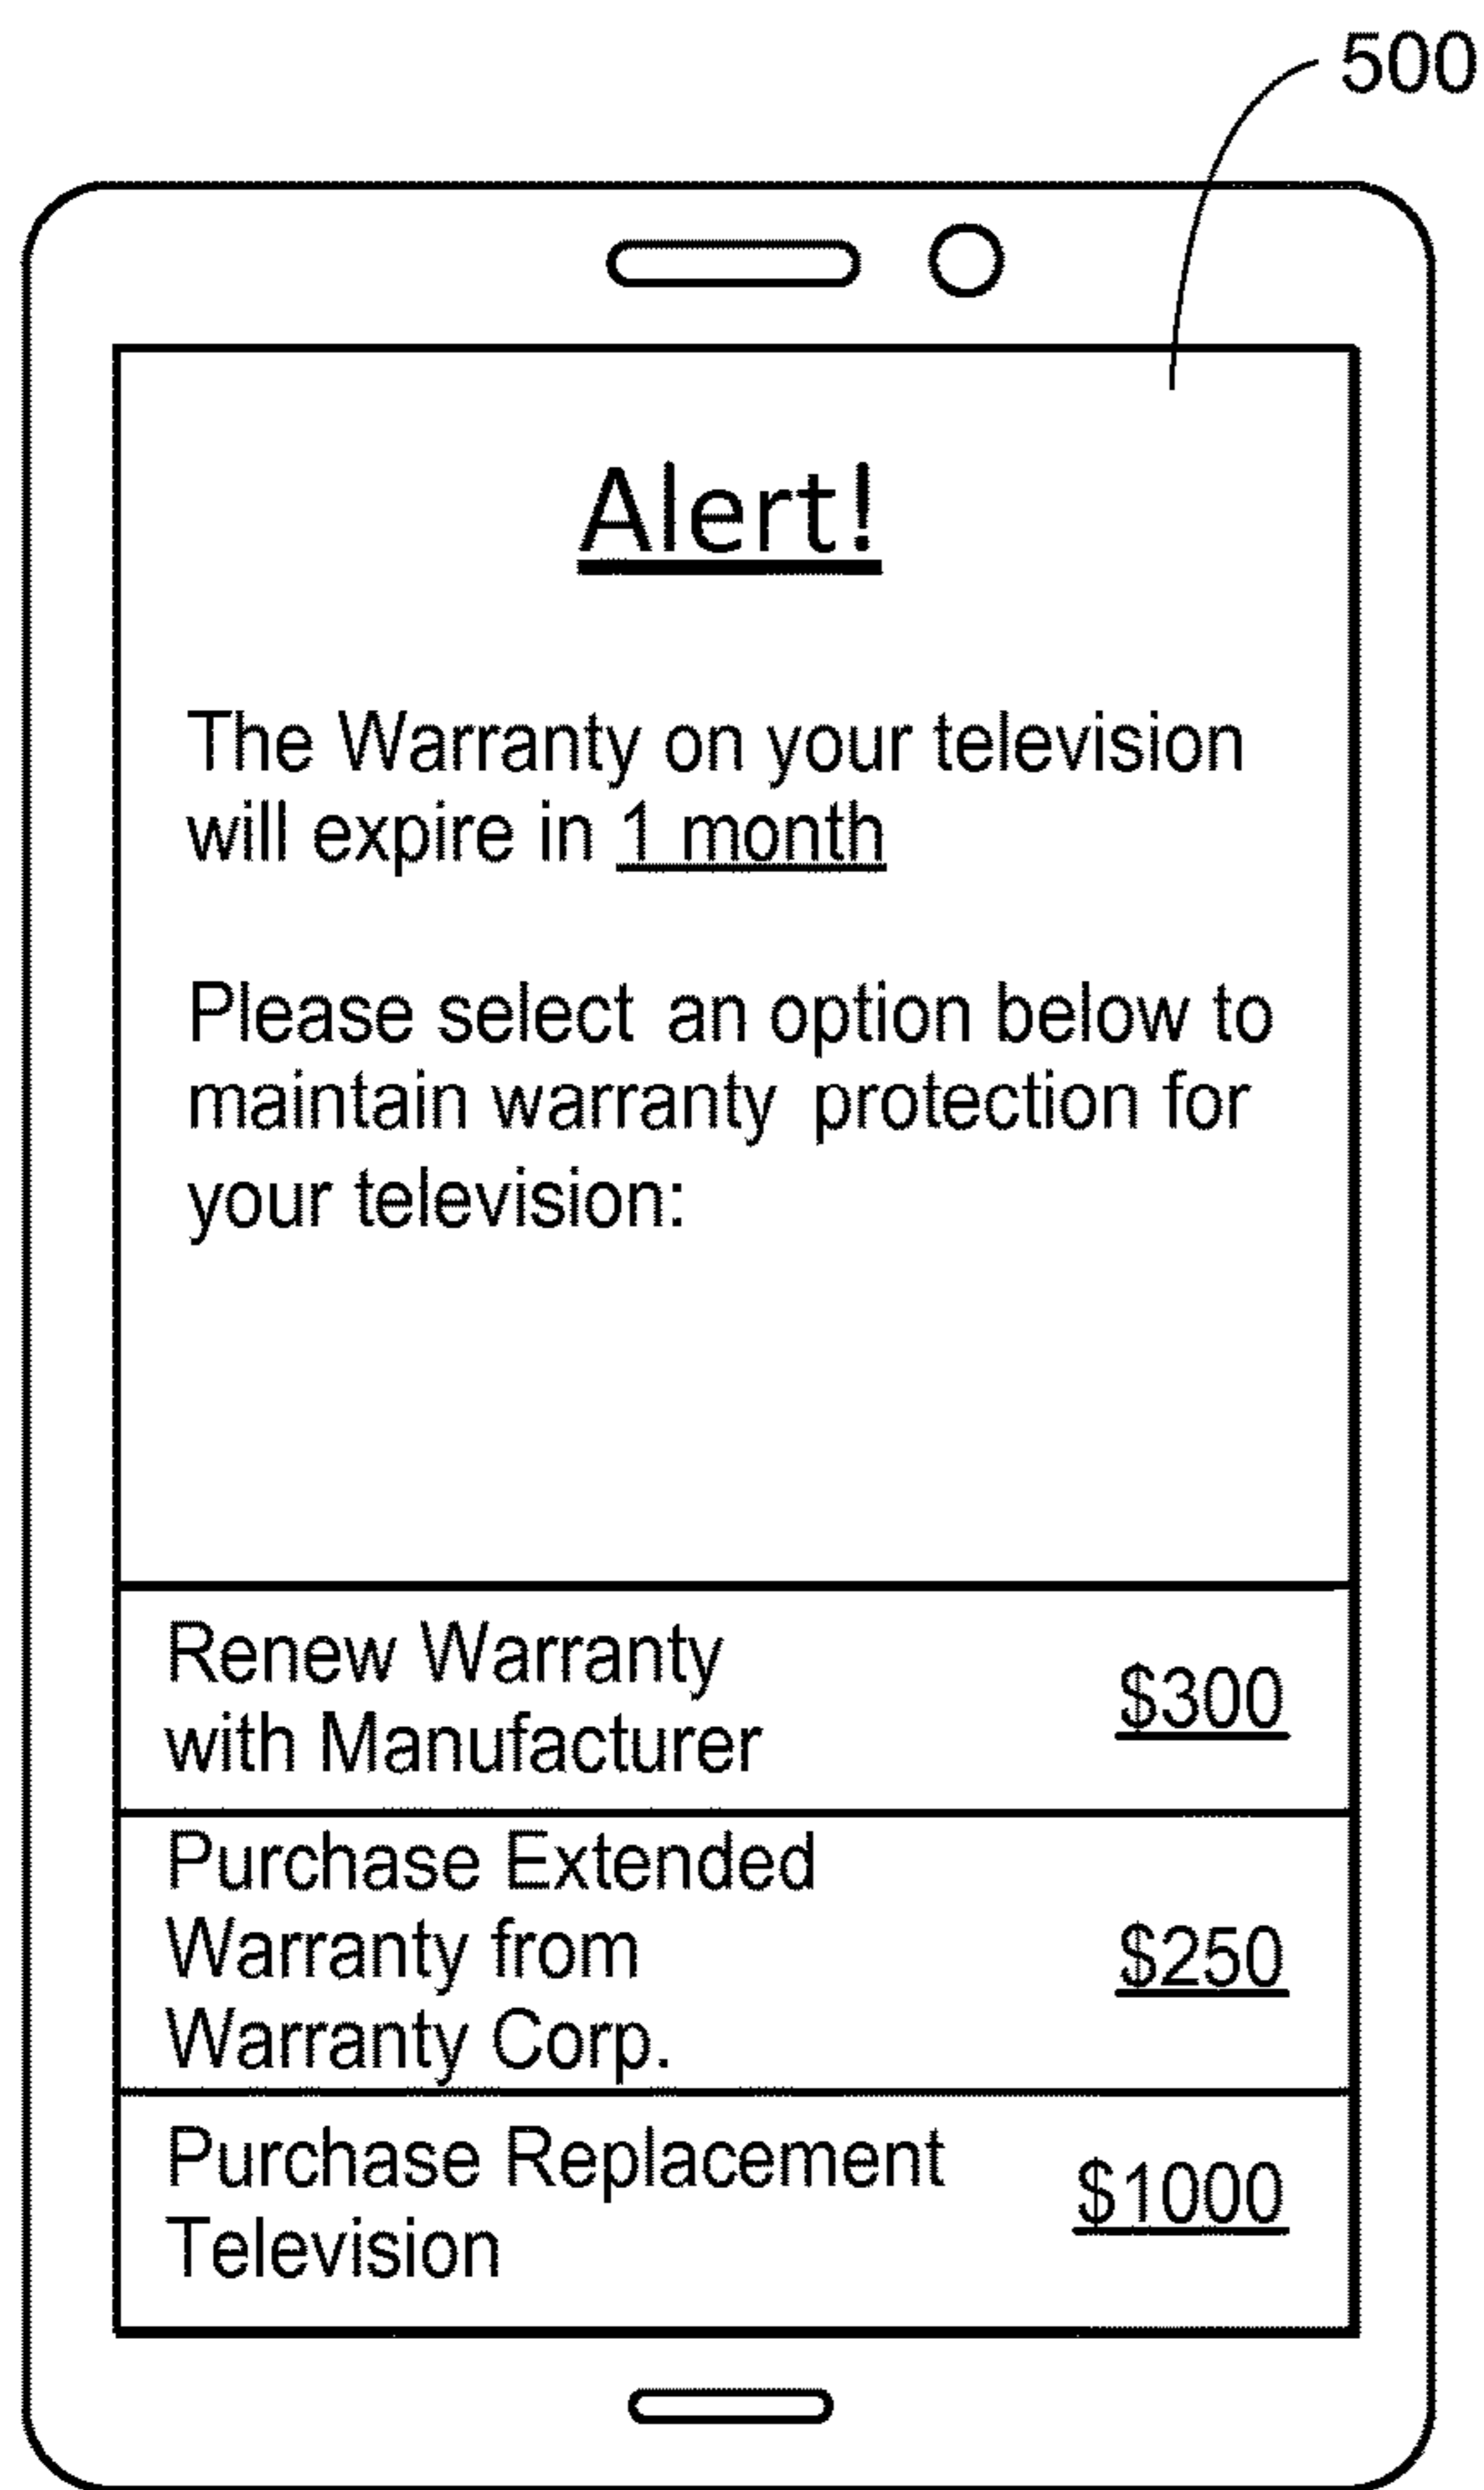 500
Alert!
The Warranty on your television
will expire in 1 month
Please select an option below to
maintain warranty protection for
your television:
Renew Warranty
with Manufacturer
$300
Purchase Extended
Warranty from
Warranty Corp.
$250
Purchase Replacement
Television
$1000